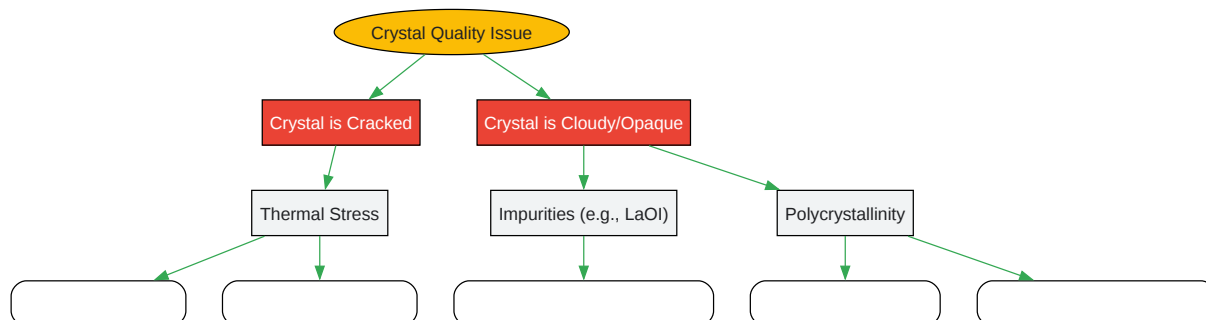 Crystal Quality Issue
Crystal is Cracked
Crystal is Cloudy/Opaque
Thermal Stress
Impurities (e.g., LaOI)
Polycrystallinity